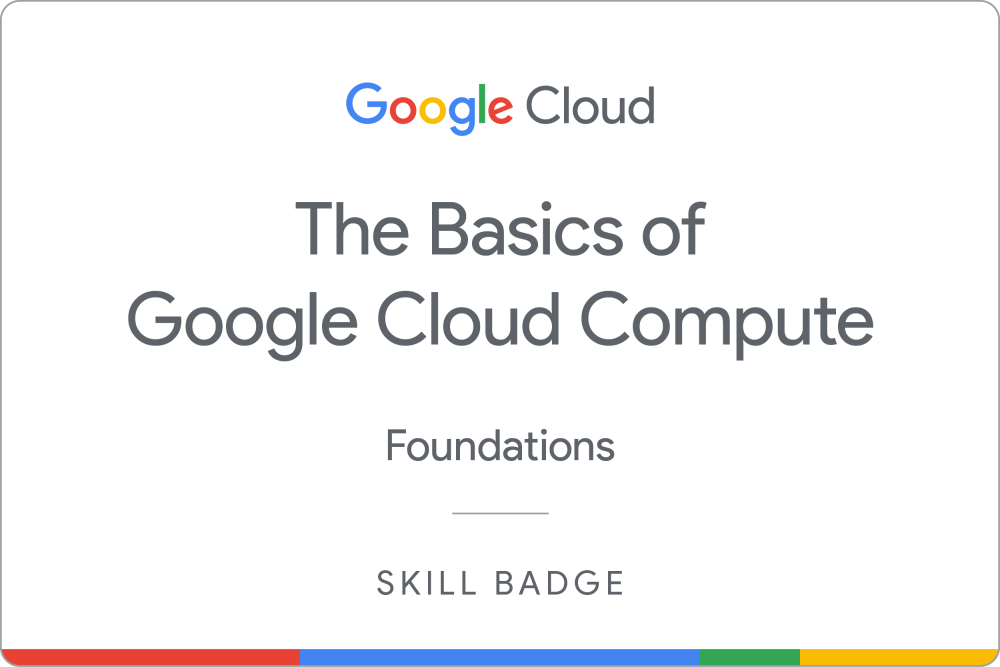 Google Cloud
The Basics of
Google Cloud Compute
Foundations
SKILL BADGE